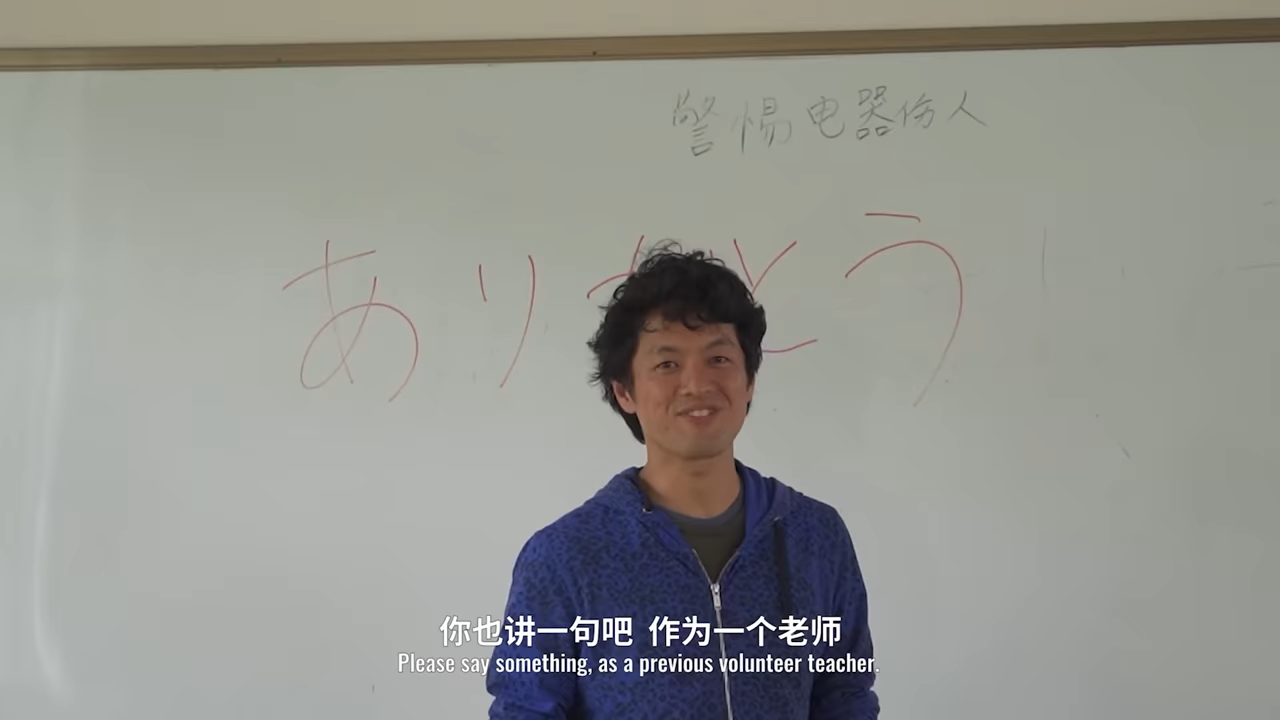 警惕电器伤人
ありがとう
你也讲一句吧 作为一个老师
Please say something, as a previous volunteer teacher.